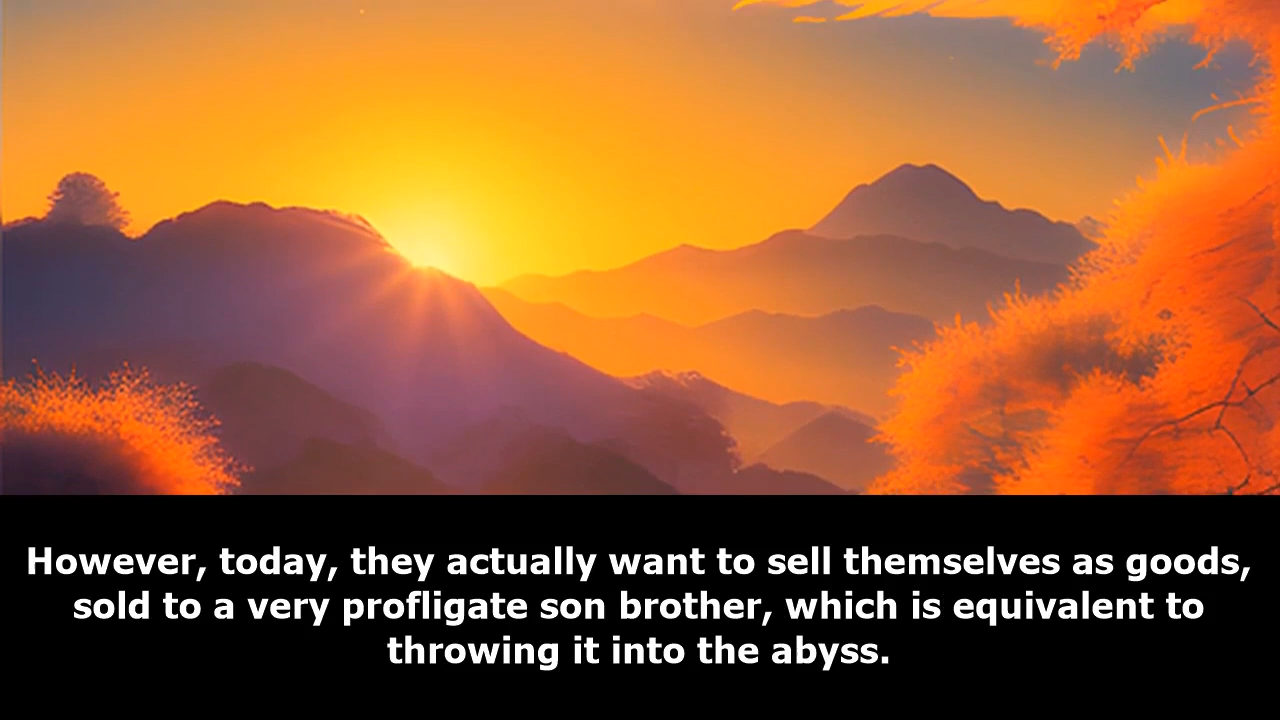 However, today, they actually want to sell themselves as goods,
sold to a very profligate son brother, which is equivalent to
throwing it into the abyss.